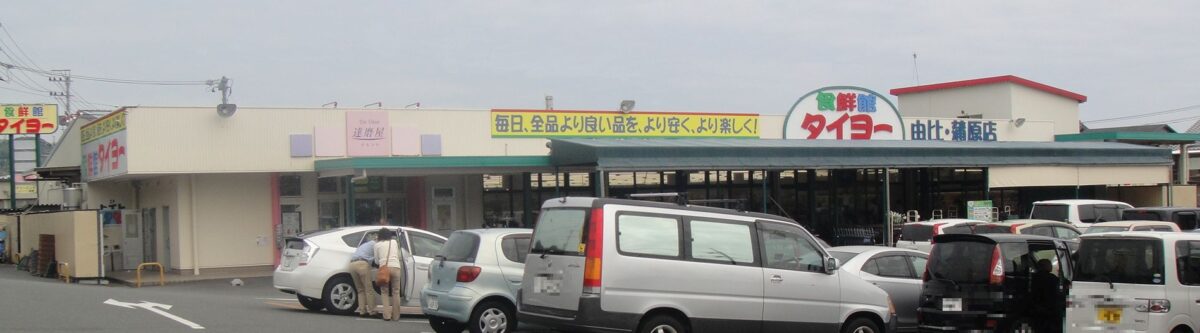 食鮮館
タイヨー
食鮮館
タイヨー
達磨屋
毎日、全品より良い品を、より安く、より楽しく!
食鮮館
タイヨー
由比・蒲原店